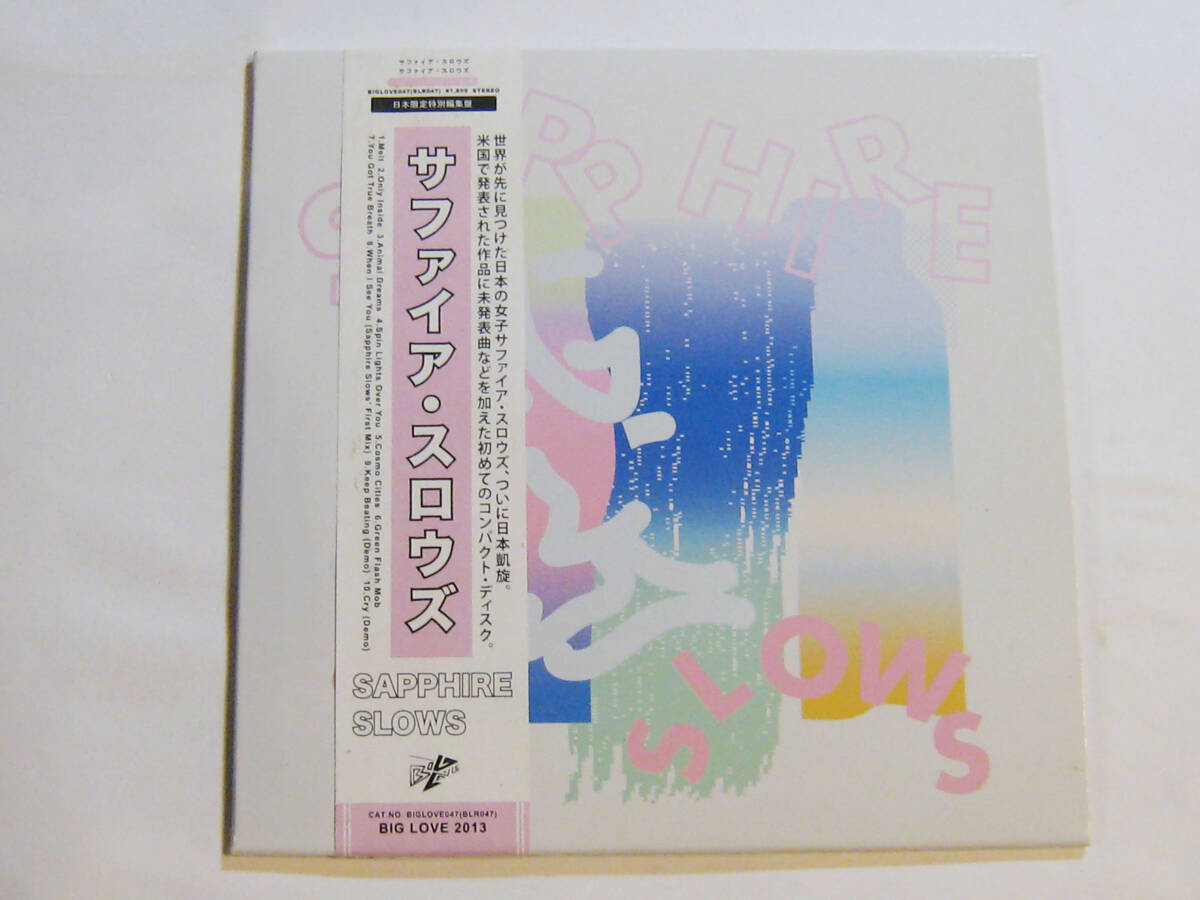 サファイア・スロウズ
サファイア・スロウズ
BIGLOVE047(BLR047) ¥1,800 STEREO
日本限定特別編集盤
世界が先に見つけた日本の女子サファイア・スロウズ、ついに日本凱旋。
米国で発表された作品に未発表曲などを加えた初めてのコンパクト・ディスク。
サファイア・スロウズ
1.Melt 2.Only Inside 3.Animal Dreams 4.Spin Lights Over You 5.Cosmo Cities 6.Green Flash Mob
7.You Got True Breath 8.When I See You (Sapphire Slows' First Mix) 9.Keep Beating (Demo) 10.Cry (Demo)
SAPPHIRE
SLOWS
BIG LOVE
CAT.NO. BIGLOVE047(BLR047)
BIG LOVE 2013
S PP HIRE
SLOWS